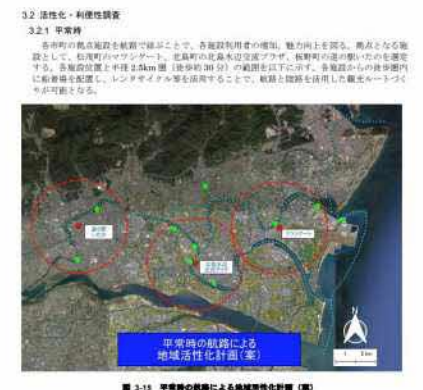 3.2 活性化・利便性調査
3.2.1 平常時
各市町の拠点施設を航路で結ぶことで、各施設利用者の増加、魅力向上を図る。拠点となる施
設として、松茂町のマツシゲート、北島町の北島水辺交流プラザ、板野町の道の駅いたのを選定
する。各施設位置と半径 2.5km 圏（徒歩約 30 分）の範囲を以下に示す。各施設からの徒歩圏内
に船着場を配置し、レンタサイクル等を活用することで、航路と陸路を活用した観光ルートづく
りが可能となる。
道の駅
いたの
マツシゲート
平常時の航路による
地域活性化計画(案)
N
図 3-15 平常時の航路による地域活性化計画（案）